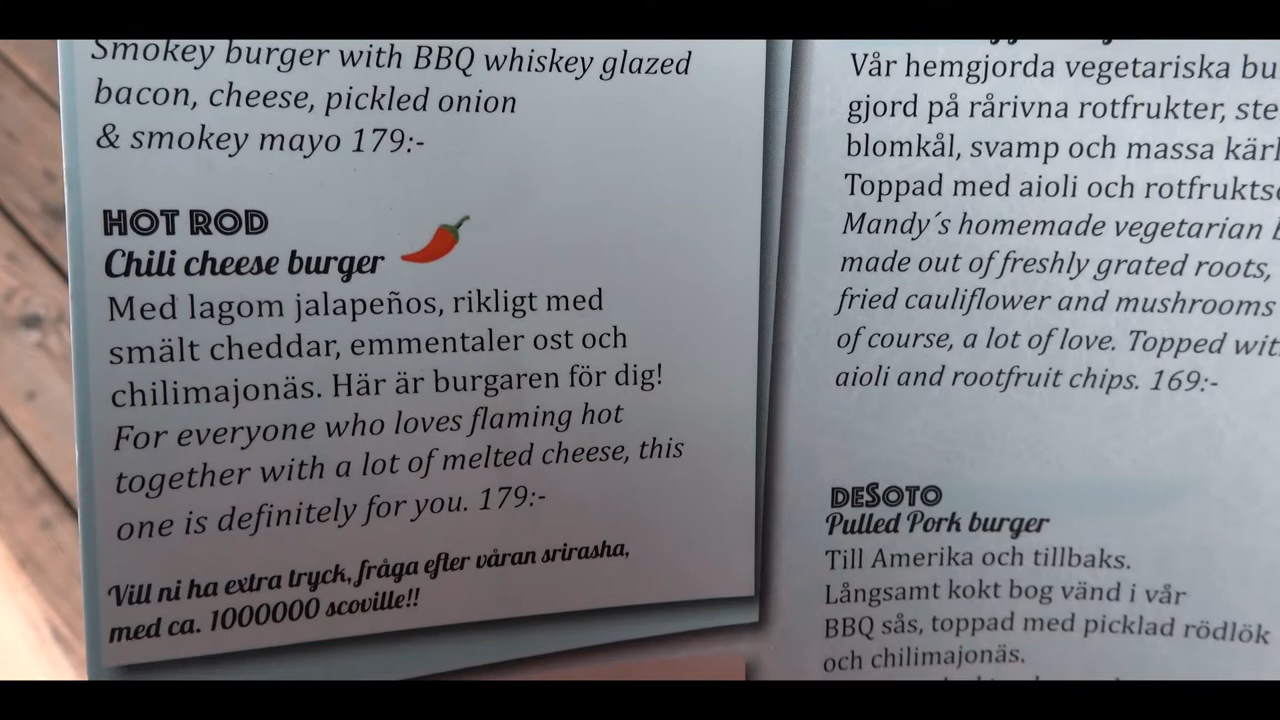 Smokey burger with BBQ whiskey glazed
bacon, cheese, pickled onion
& smokey mayo 179:-
HOT ROD
Chili cheese burger
Med lagom jalapeños, rikligt med
smält cheddar, emmentaler ost och
chilimajonäs. Här är burgaren för dig!
For everyone who loves flaming hot
together with a lot of melted cheese, this
one is definitely for you. 179:-
Vill ni ha extra tryck, fråga efter våran srirasha,
med ca. 1000000 scoville!!
Vår hemgjorda vegetariska bu
gjord på rårivna rotfrukter, ste
blomkål, svamp och massa kärl
Toppad med aioli och rotfruktsc
Mandy´s homemade vegetarian
made out of freshly grated roots,
fried cauliflower and mushrooms
of course, a lot of love. Topped wit
aioli and rootfruit chips. 169:-
DESOTO
Pulled Pork burger
Till Amerika och tillbaks.
Långsamt kokt bog vänd i vår
BBQ sås, toppad med picklad rödlök
och chilimajonäs.